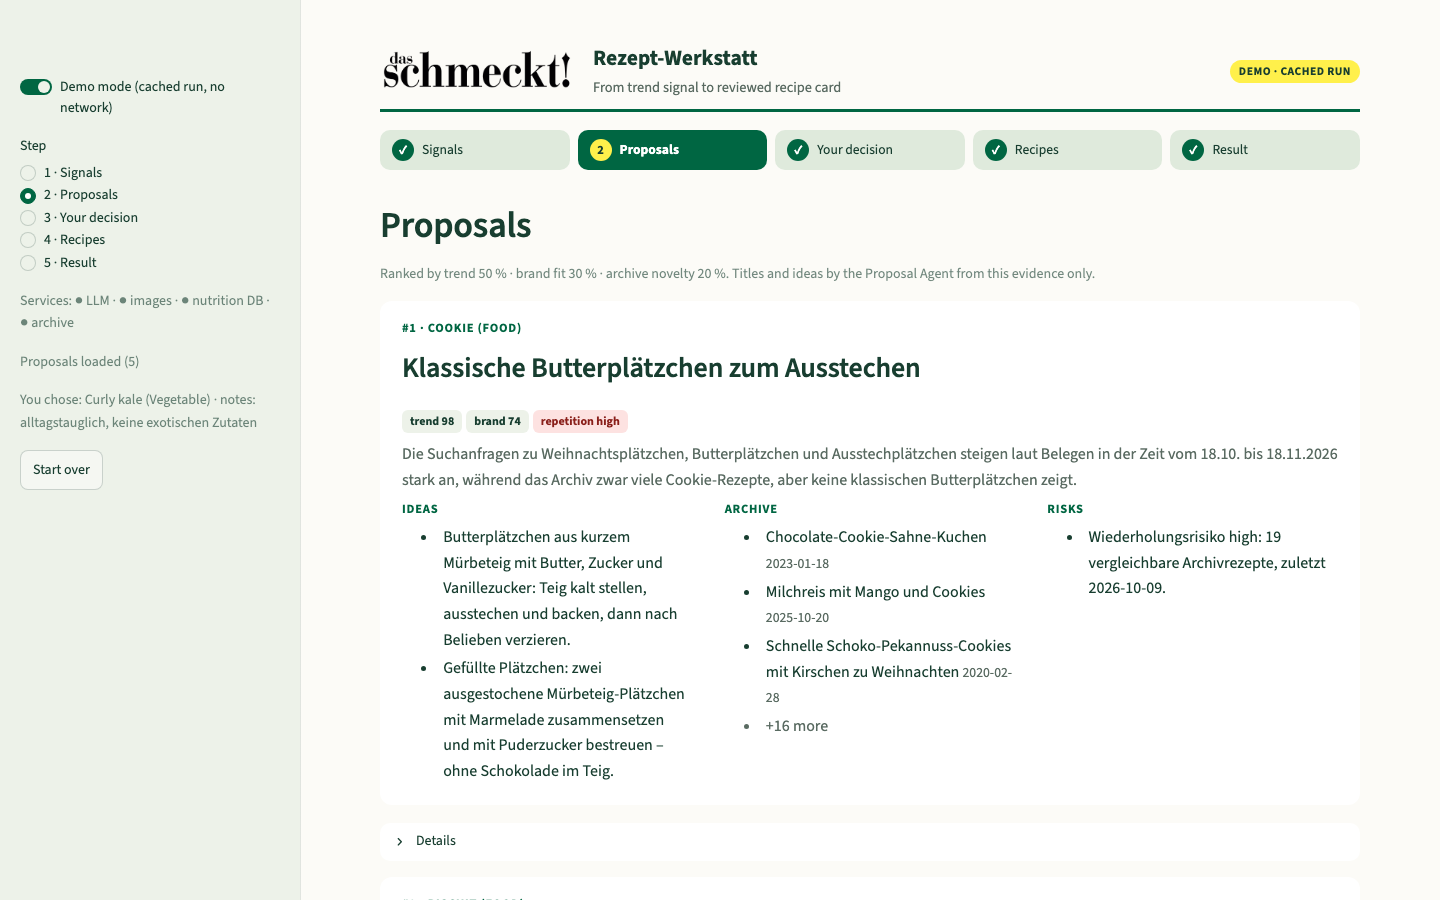 Demo mode (cached run, no
network)
Step
1 · Signals
2 · Proposals
3 · Your decision
4 · Recipes
5 · Result
Services: ● LLM · ● images · ● nutrition DB ·
● archive
Proposals loaded (5)
You chose: Curly kale (Vegetable) · notes:
alltagstauglich, keine exotischen Zutaten
Start over
das
schmeckt!
Rezept-Werkstatt
From trend signal to reviewed recipe card
DEMO · CACHED RUN
✓ Signals
2 Proposals
✓ Your decision
✓ Recipes
✓ Result
Proposals
Ranked by trend 50 % · brand fit 30 % · archive novelty 20 %. Titles and ideas by the Proposal Agent from this evidence only.
#1 · COOKIE (FOOD)
Klassische Butterplätzchen zum Ausstechen
trend 98 brand 74 repetition high
Die Suchanfragen zu Weihnachtsplätzchen, Butterplätzchen und Ausstechplätzchen steigen laut Belegen in der Zeit vom 18.10. bis 18.11.2026
stark an, während das Archiv zwar viele Cookie-Rezepte, aber keine klassischen Butterplätzchen zeigt.
IDEAS
• Butterplätzchen aus kurzem
Mürbeteig mit Butter, Zucker und
Vanillezucker: Teig kalt stellen,
ausstechen und backen, dann nach
Belieben verzieren.
• Gefüllte Plätzchen: zwei
ausgestochene Mürbeteig-Plätzchen
mit Marmelade zusammensetzen
und mit Puderzucker bestreuen –
ohne Schokolade im Teig.
ARCHIVE
• Chocolate-Cookie-Sahne-Kuchen
2023-01-18
• Milchreis mit Mango und Cookies
2025-10-20
• Schnelle Schoko-Pekannuss-Cookies
mit Kirschen zu Weihnachten 2020-02-
28
• +16 more
RISKS
• Wiederholungsrisiko high: 19
vergleichbare Archivrezepte, zuletzt
2026-10-09.
Details